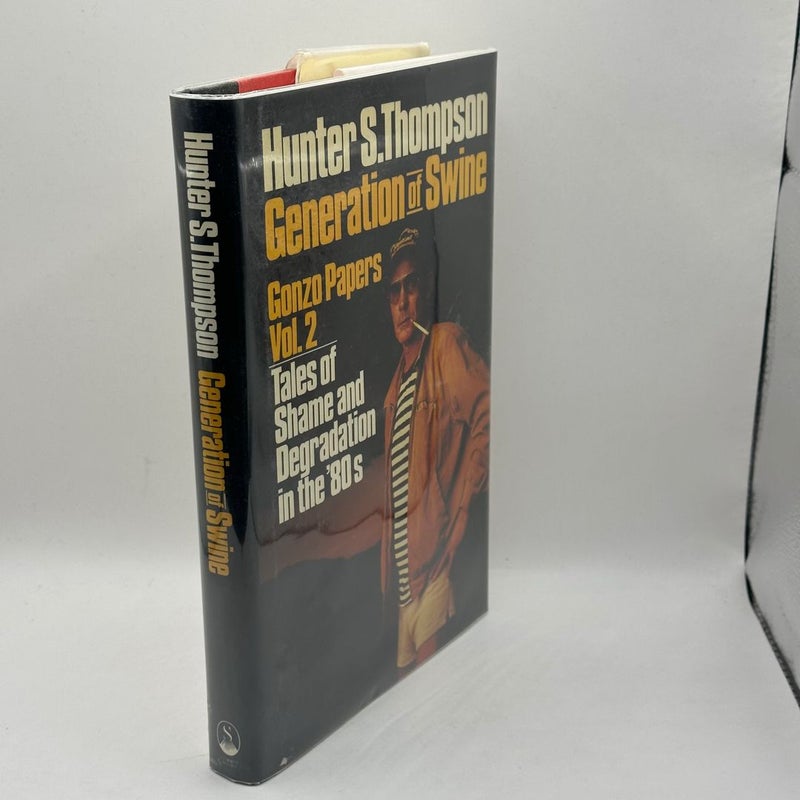 Hunter S. Thompson
Generation of Swine
Gonzo Papers
Vol. 2
Tales of
Shame and
Degradation
in the '80s
Hunter S. Thompson Generation of Swine
S